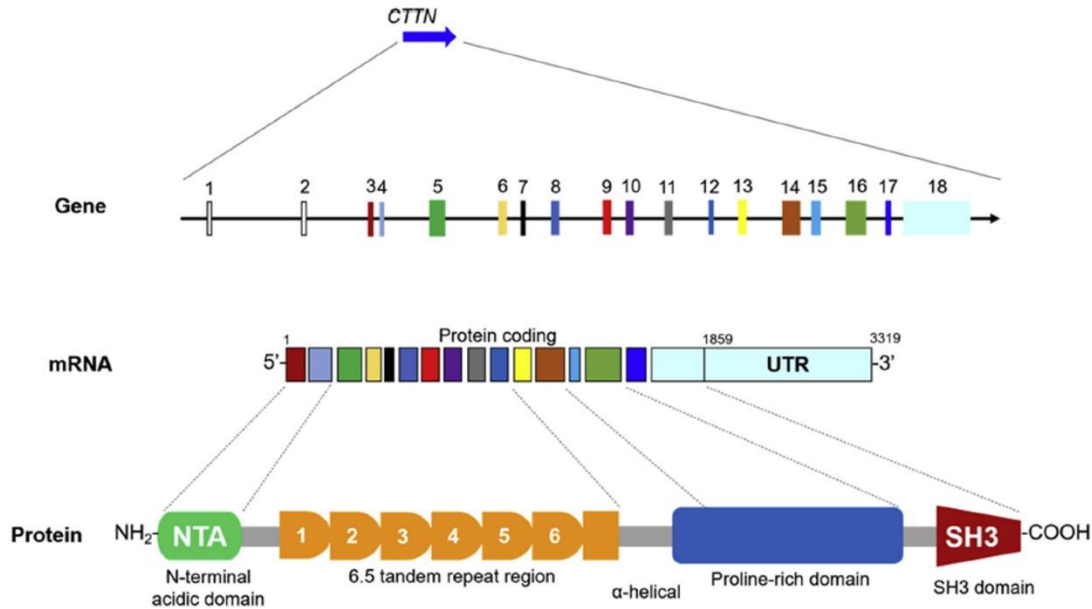 CTTN
1 2 3 4 5 6 7 8 9 10 11 12 13 14 15 16 17 18
Gene
Protein coding
1 1859 3319
mRNA 5’ UTR 3’
Protein NH2 NTA 1 2 3 4 5 6 SH3 COOH
N-terminal
acidic domain
6.5 tandem repeat region
α-helical
Proline-rich domain
SH3 domain